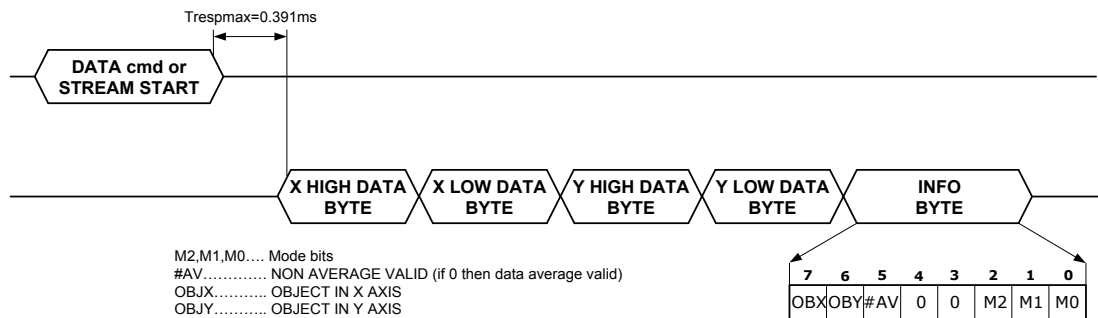 Trespmax=0.391ms
DATA cmd or
STREAM START
X HIGH DATA
BYTE
X LOW DATA
BYTE
Y HIGH DATA
BYTE
Y LOW DATA
BYTE
INFO
BYTE
M2,M1,M0…. Mode bits
#AV………… NON AVERAGE VALID (if 0 then data average valid)
OBJX……….. OBJECT IN X AXIS
OBJY……….. OBJECT IN Y AXIS
7 6 5 4 3 2 1 0
OBX OBY #AV 0 0 M2 M1 M0